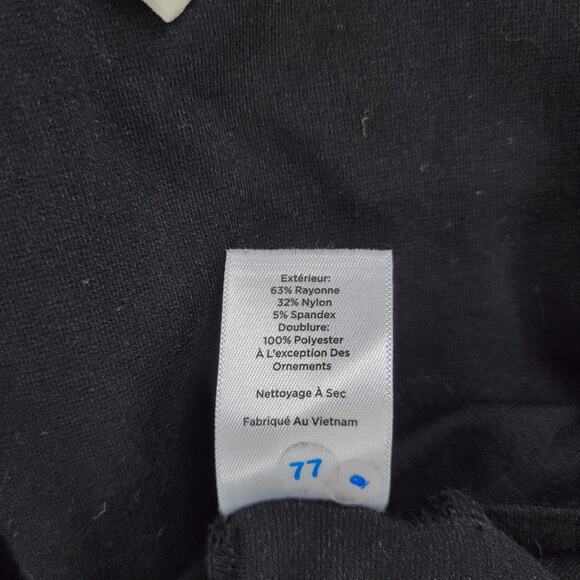 Extérieur:
63% Rayonne
32% Nylon
5% Spandex
Doublure:
100% Polyester
À L'exception Des
Ornements
Nettoyage À Sec
Fabriqué Au Vietnam
77